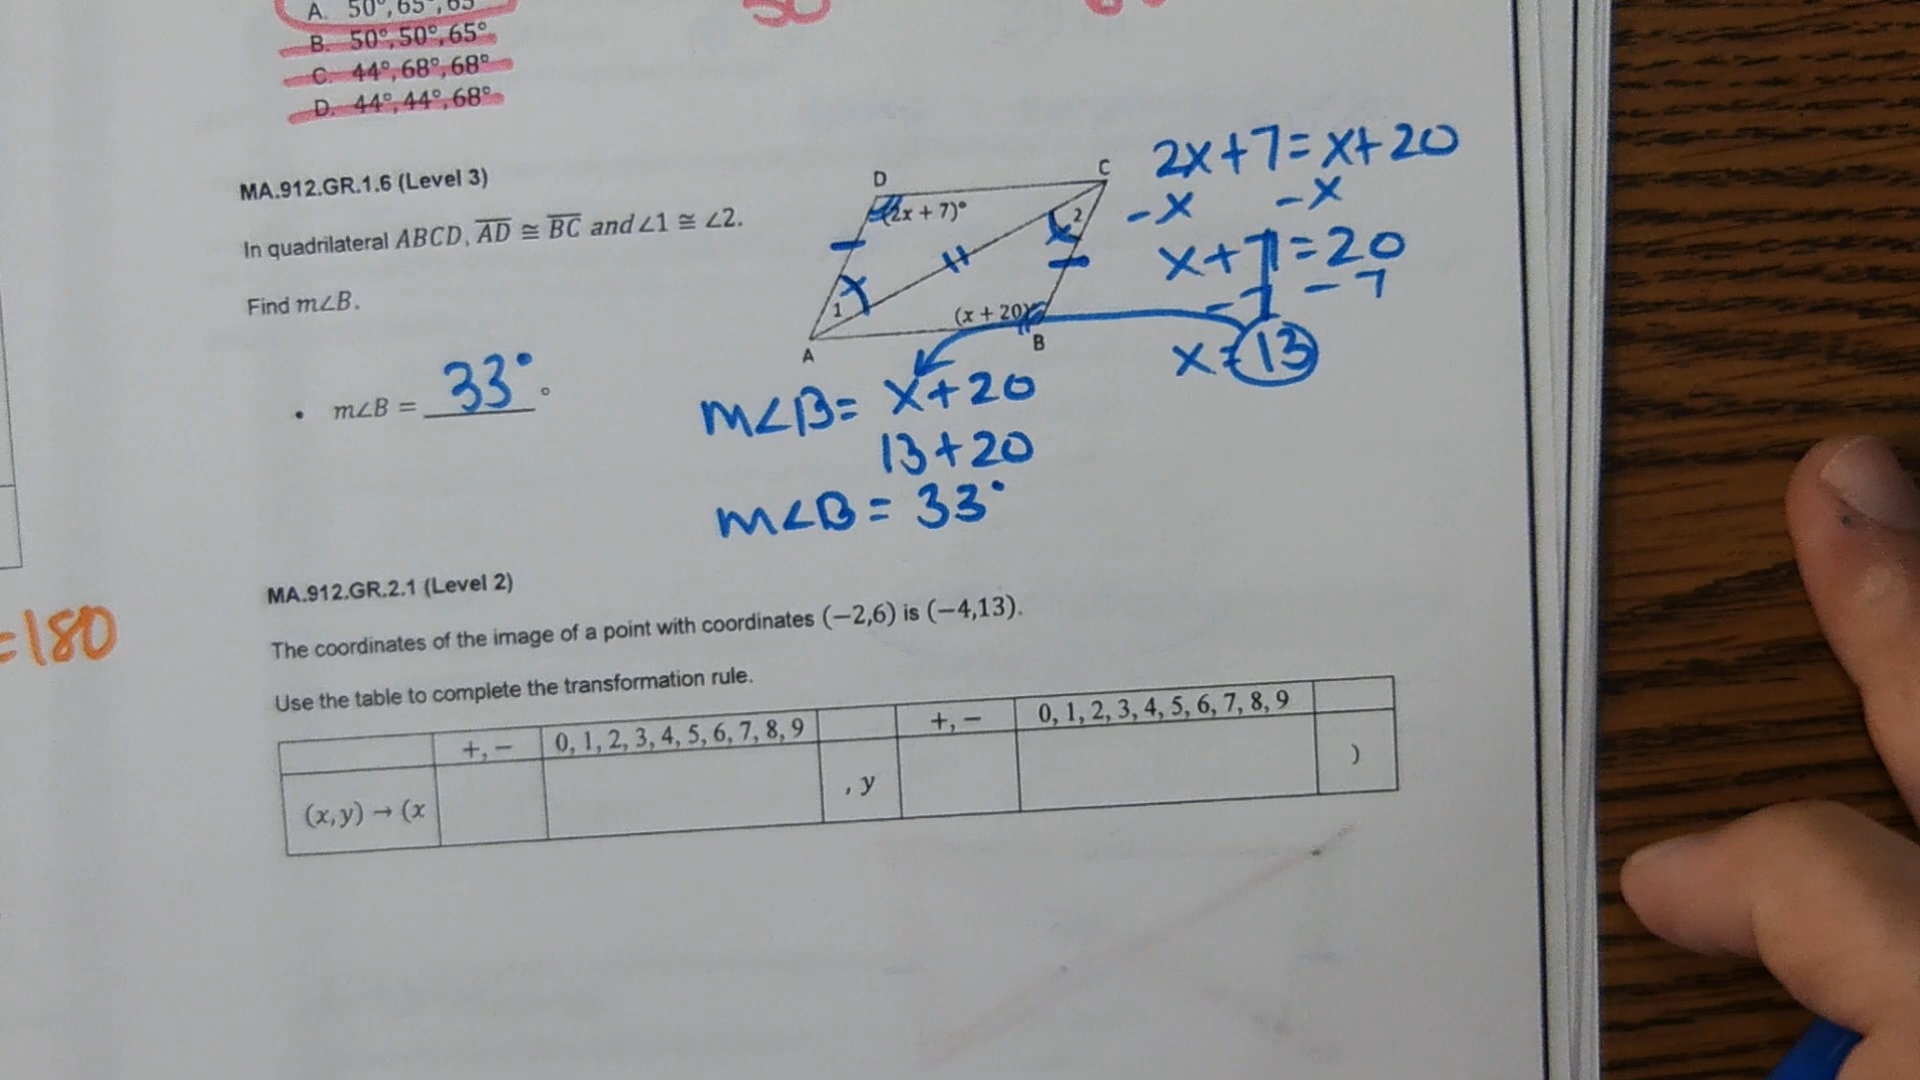 A. 50°, 65°, 65
50
B. 50°, 50°, 65°
C. 44°, 68°, 68°
D. 44°, 44°, 68°
MA.912.GR.1.6 (Level 3)
In quadrilateral ABCD, AD ≅ BC and ∠1 ≅ ∠2.
Find m∠B.
• m∠B = 33° °
D
C
(2x + 7)°
2
1
(x + 20)
A
B
2x+7=x+20
-x -x
x+7=20
-7 -7
x=13
m∠B= x+20
13+20
m∠B = 33°
=180
MA.912.GR.2.1 (Level 2)
The coordinates of the image of a point with coordinates (−2,6) is (−4,13).
Use the table to complete the transformation rule.
+, − 0, 1, 2, 3, 4, 5, 6, 7, 8, 9 +, − 0, 1, 2, 3, 4, 5, 6, 7, 8, 9
(x, y) → (x , y )